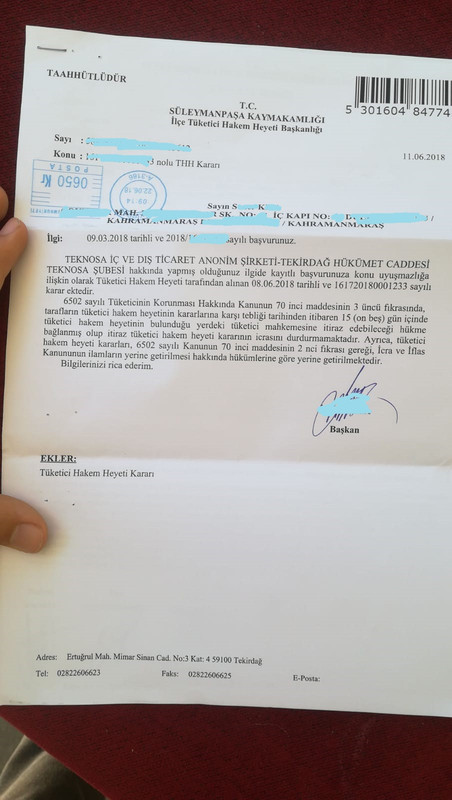 TAAHHÜTLÜDÜR
T.C.
SÜLEYMANPAŞA KAYMAKAMLIĞI
İlçe Tüketici Hakem Heyeti Başkanlığı
5 301604 84774
Sayı :
Konu : 3 nolu THH Kararı
11.06.2018
0650 Kr
POSTA
22.06.18
09 14
Sayın
MAH. SK. NO: İÇ KAPI NO:
KAHRAMANMARAŞ / KAHRAMANMARAŞ
İlgi: 09.03.2018 tarihli ve 2018/ sayılı başvurunuz.
TEKNOSA İÇ VE DIŞ TİCARET ANONİM ŞİRKETİ-TEKİRDAĞ HÜKÜMET CADDESİ
TEKNOSA ŞUBESİ hakkında yapmış olduğunuz ilgide kayıtlı başvurunuza konu uyuşmazlığa
ilişkin olarak Tüketici Hakem Heyeti tarafından alınan 08.06.2018 tarihli ve 161720180001233 sayılı
karar ektedir.
6502 sayılı Tüketicinin Korunması Hakkında Kanunun 70 inci maddesinin 3 üncü fıkrasında,
tarafların tüketici hakem heyetinin kararlarına karşı tebliği tarihinden itibaren 15 (on beş) gün içinde
tüketici hakem heyetinin bulunduğu yerdeki tüketici mahkemesine itiraz edebileceği hükme
bağlanmış olup itiraz tüketici hakem heyeti kararının icrasını durdurmamaktadır. Ayrıca, tüketici
hakem heyeti kararları, 6502 sayılı Kanunun 70 inci maddesinin 2 nci fıkrası gereği, İcra ve İflas
Kanununun ilamların yerine getirilmesi hakkında hükümlerine göre yerine getirilmektedir.
Bilgilerinizi rica ederim.
Başkan
EKLER:
Tüketici Hakem Heyeti Kararı
Adres: Ertuğrul Mah. Mimar Sinan Cad. No:3 Kat: 4 59100 Tekirdağ
Tel: 02822606623 Faks: 02822606625 E-Posta: